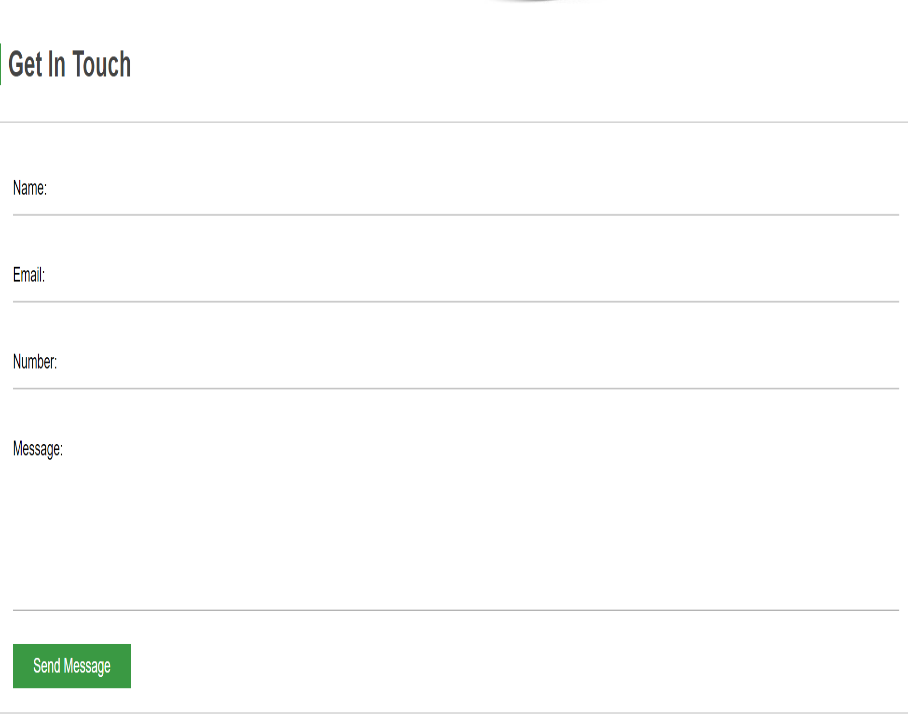 Get In Touch
Name:
Email:
Number:
Message:
Send Message